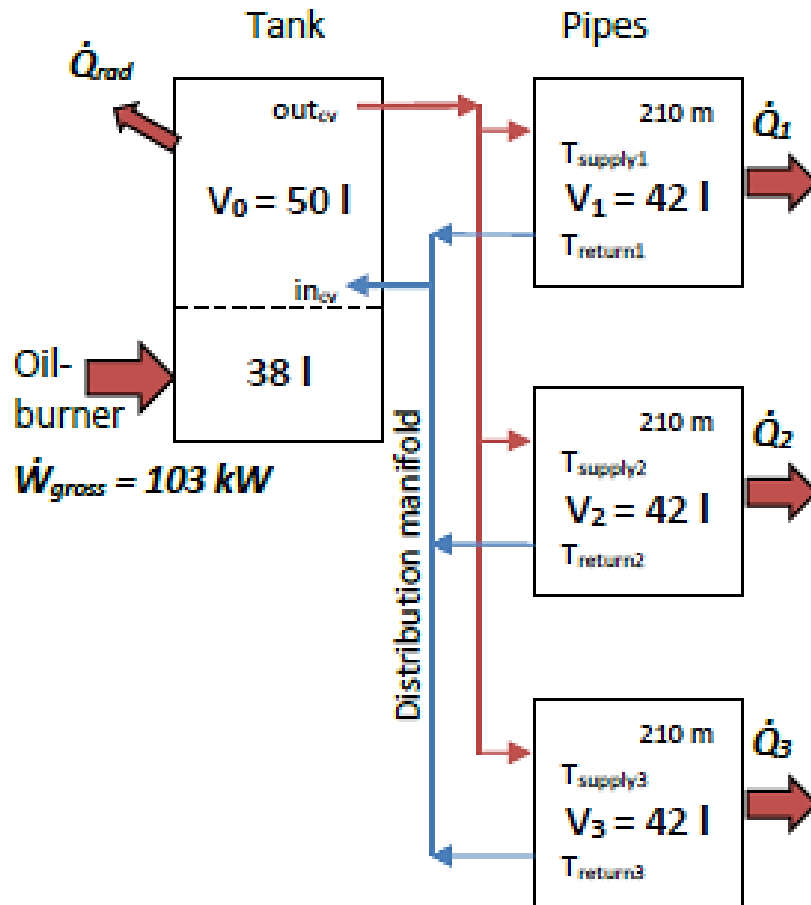 Tank
Pipes
Q̇rad
outcv
V₀ = 50 l
incv
38 l
Oil-
burner
Ẇgross = 103 kW
Distribution manifold
210 m
Tsupply1
V₁ = 42 l
Treturn1
Q̇1
210 m
Tsupply2
V₂ = 42 l
Treturn2
Q̇2
210 m
Tsupply3
V₃ = 42 l
Treturn3
Q̇3